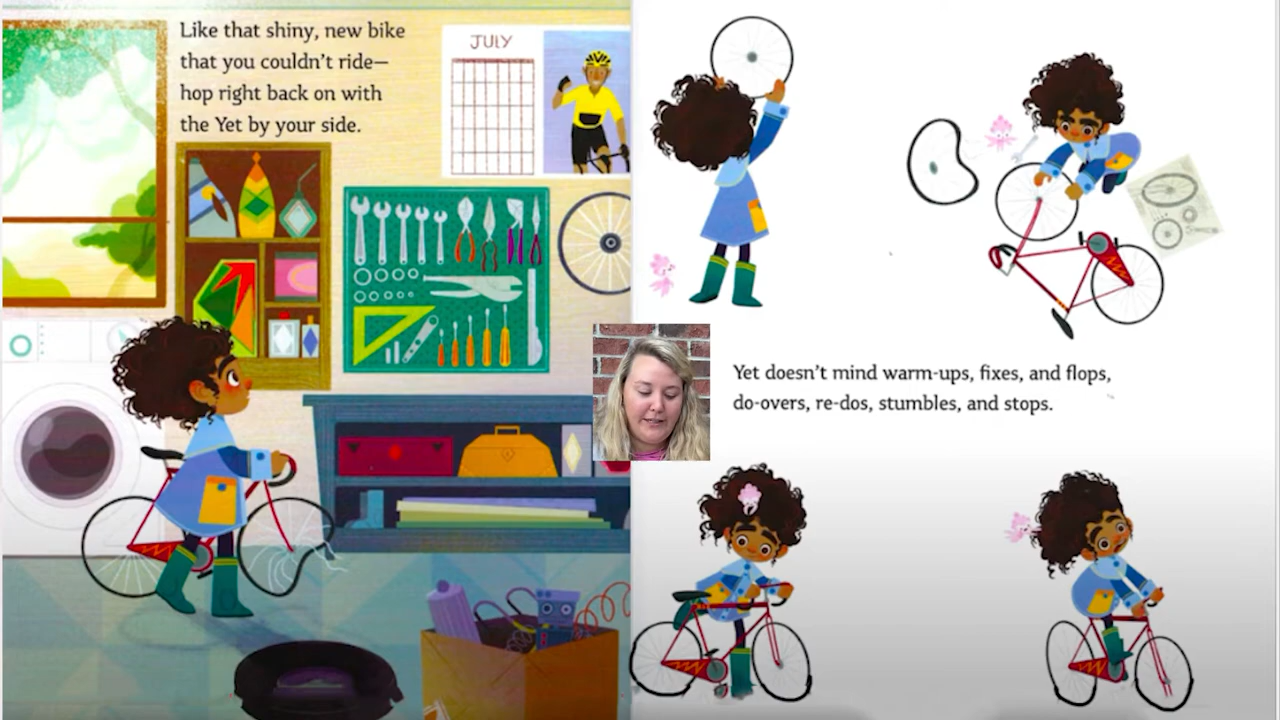 Like that shiny, new bike
that you couldn't ride—
hop right back on with
the Yet by your side.
JULY
Yet doesn't mind warm-ups, fixes, and flops,
do-overs, re-dos, stumbles, and stops.